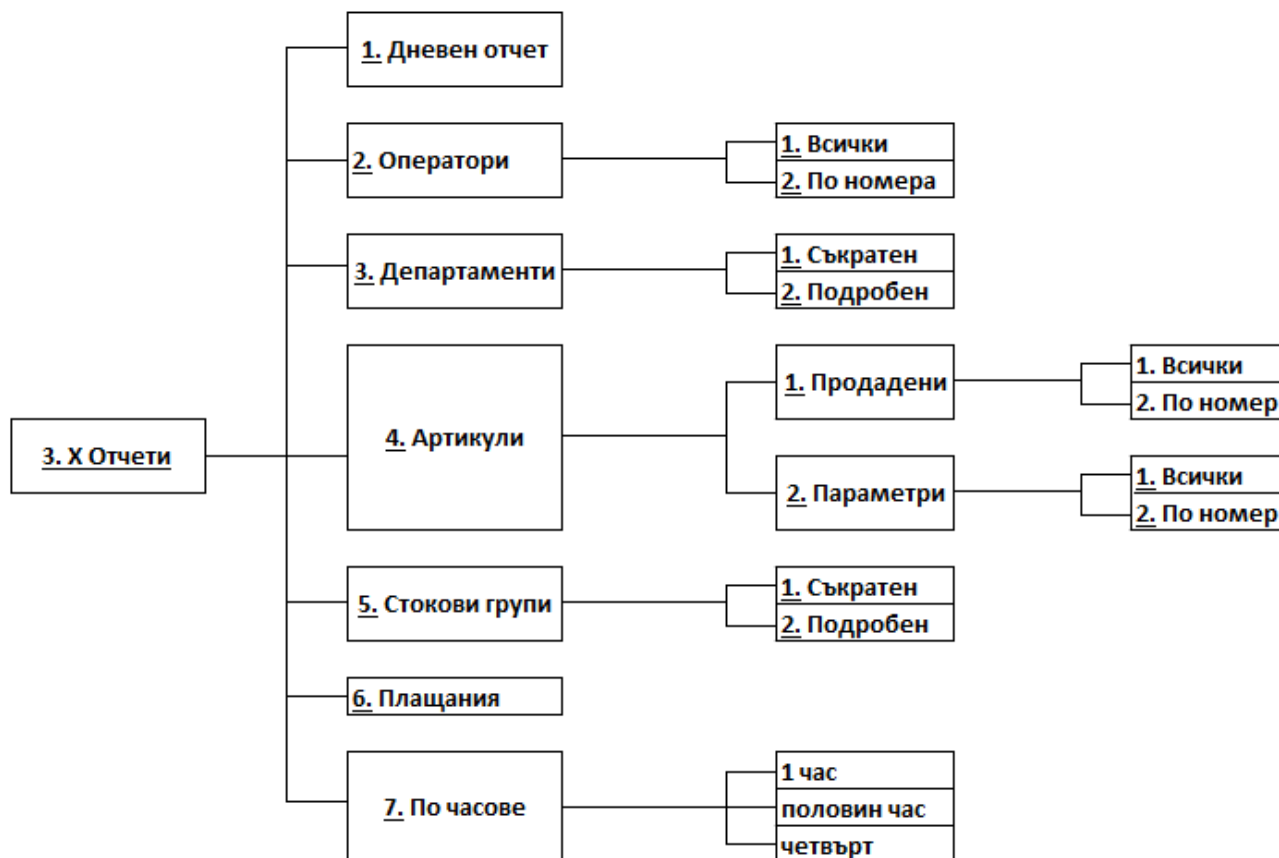 1. Дневен отчет
2. Оператори
1. Всички
2. По номера
3. Департаменти
1. Съкратен
2. Подробен
3. X Отчети
4. Артикули
1. Продадени
1. Всички
2. По номер
2. Параметри
1. Всички
2. По номер
5. Стокови групи
1. Съкратен
2. Подробен
6. Плащания
7. По часове
1 час
половин час
четвърт